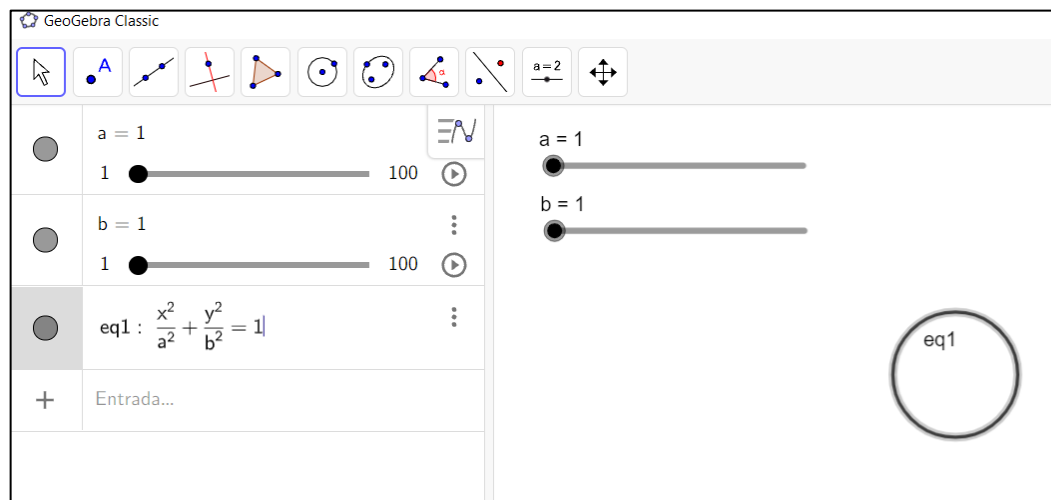 GeoGebra Classic
A
α
a=2
a = 1
1 100
b = 1
1 100
eq1 : x²/a² + y²/b² = 1
+ Entrada...
a = 1
b = 1
eq1